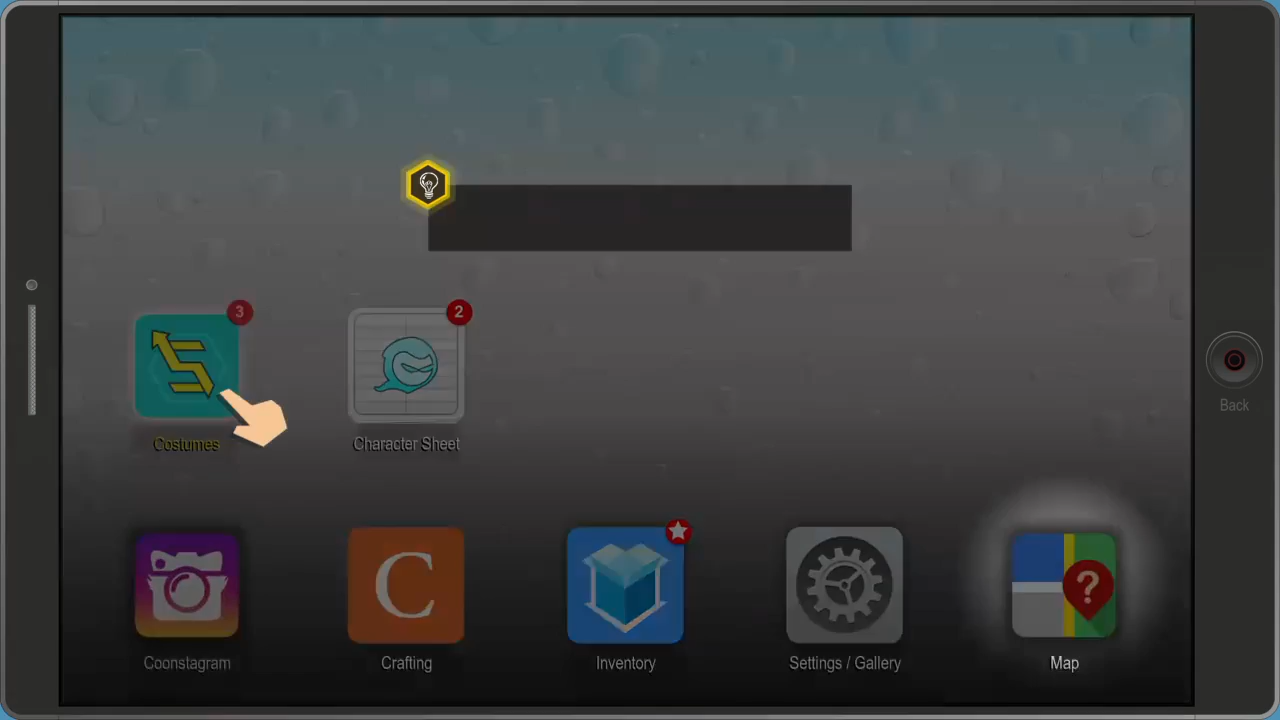 3
2
Costumes
Character Sheet
Back
C
?
Coonstagram
Crafting
Inventory
Settings / Gallery
Map